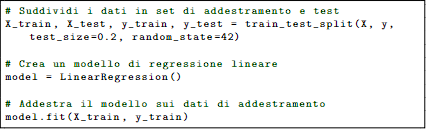 # Suddividi i dati in set di addestramento e test
X_train, X_test, y_train, y_test = train_test_split(X, y,
test_size=0.2, random_state=42)
# Crea un modello di regressione lineare
model = LinearRegression()
# Addestra il modello sui dati di addestramento
model.fit(X_train, y_train)